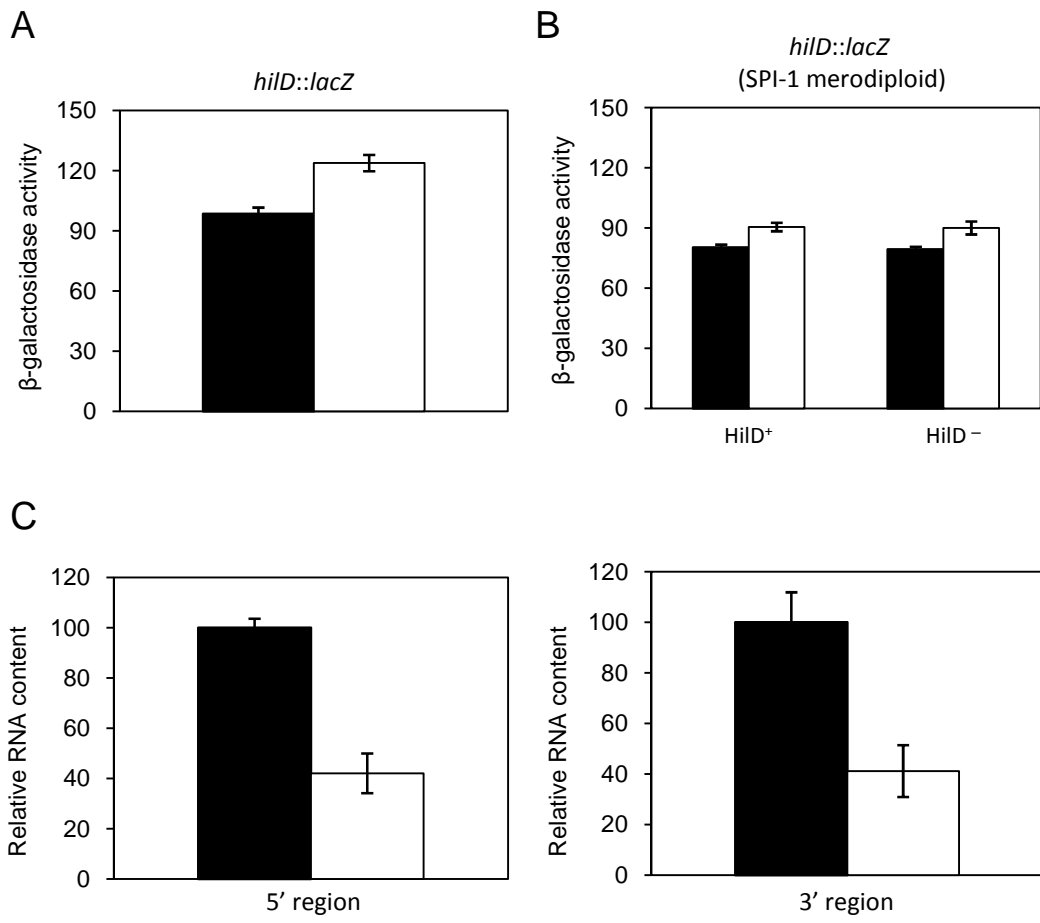 A
hilD::lacZ
150
120
90
60
30
0
β-galactosidase activity
B
hilD::lacZ
(SPI-1 merodiploid)
150
120
90
60
30
0
β-galactosidase activity
HilD⁺
HilD ⁻
C
120
100
80
60
40
20
0
Relative RNA content
5’ region
120
100
80
60
40
20
0
Relative RNA content
3’ region